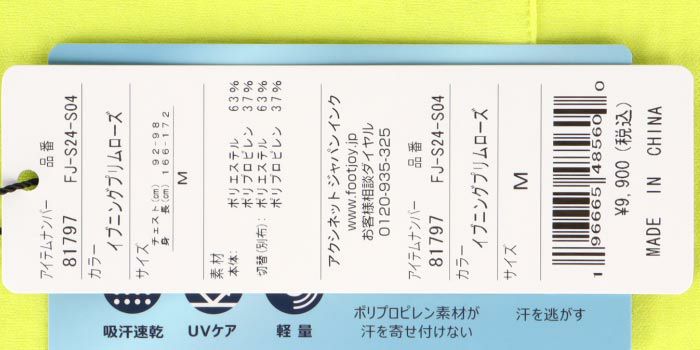 アイテムナンバー 品番
81797 FJ-S24-S04
カラー
イブニングプリムローズ
サイズ チェスト(cm) 92-98
身 長(cm) 166-172
M
素材
本体: ポリエステル 63%
ポリプロピレン 37%
切替(別布): ポリエステル 63%
ポリプロピレン 37%
アクシネットジャパンインク
www.footjoy.co.jp
お客様相談ダイヤル
0120-935-325
アイテムナンバー 品番
81797 FJ-S24-S04
カラー
イブニングプリムローズ
サイズ
M
1 96665 48560 0
¥9,900(税込)
MADE IN CHINA
吸汗速乾
UVケア
軽量
ポリプロピレン素材が
汗を寄せ付けない
汗を逃がす